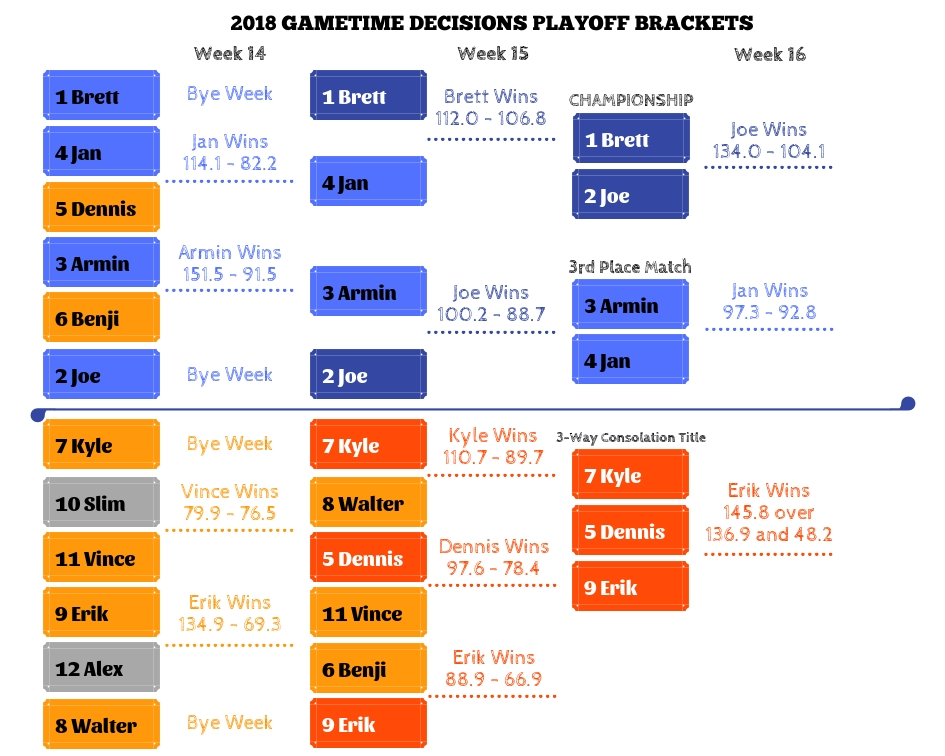 2018 GAMETIME DECISIONS PLAYOFF BRACKETS
Week 14
Week 15
Week 16
1 Brett
Bye Week
4 Jan
Jan Wins
114.1 - 82.2
5 Dennis
3 Armin
Armin Wins
151.5 - 91.5
6 Benji
2 Joe
Bye Week
1 Brett
Brett Wins
112.0 - 106.8
4 Jan
3 Armin
Joe Wins
100.2 - 88.7
2 Joe
CHAMPIONSHIP
1 Brett
Joe Wins
134.0 - 104.1
2 Joe
3rd Place Match
3 Armin
Jan Wins
97.3 - 92.8
4 Jan
7 Kyle
Bye Week
10 Slim
Vince Wins
79.9 - 76.5
11 Vince
9 Erik
Erik Wins
134.9 - 69.3
12 Alex
8 Walter
Bye Week
7 Kyle
Kyle Wins
110.7 - 89.7
8 Walter
5 Dennis
Dennis Wins
97.6 - 78.4
11 Vince
6 Benji
Erik Wins
88.9 - 66.9
9 Erik
3-Way Consolation Title
7 Kyle
5 Dennis
Erik Wins
145.8 over
136.9 and 48.2
9 Erik